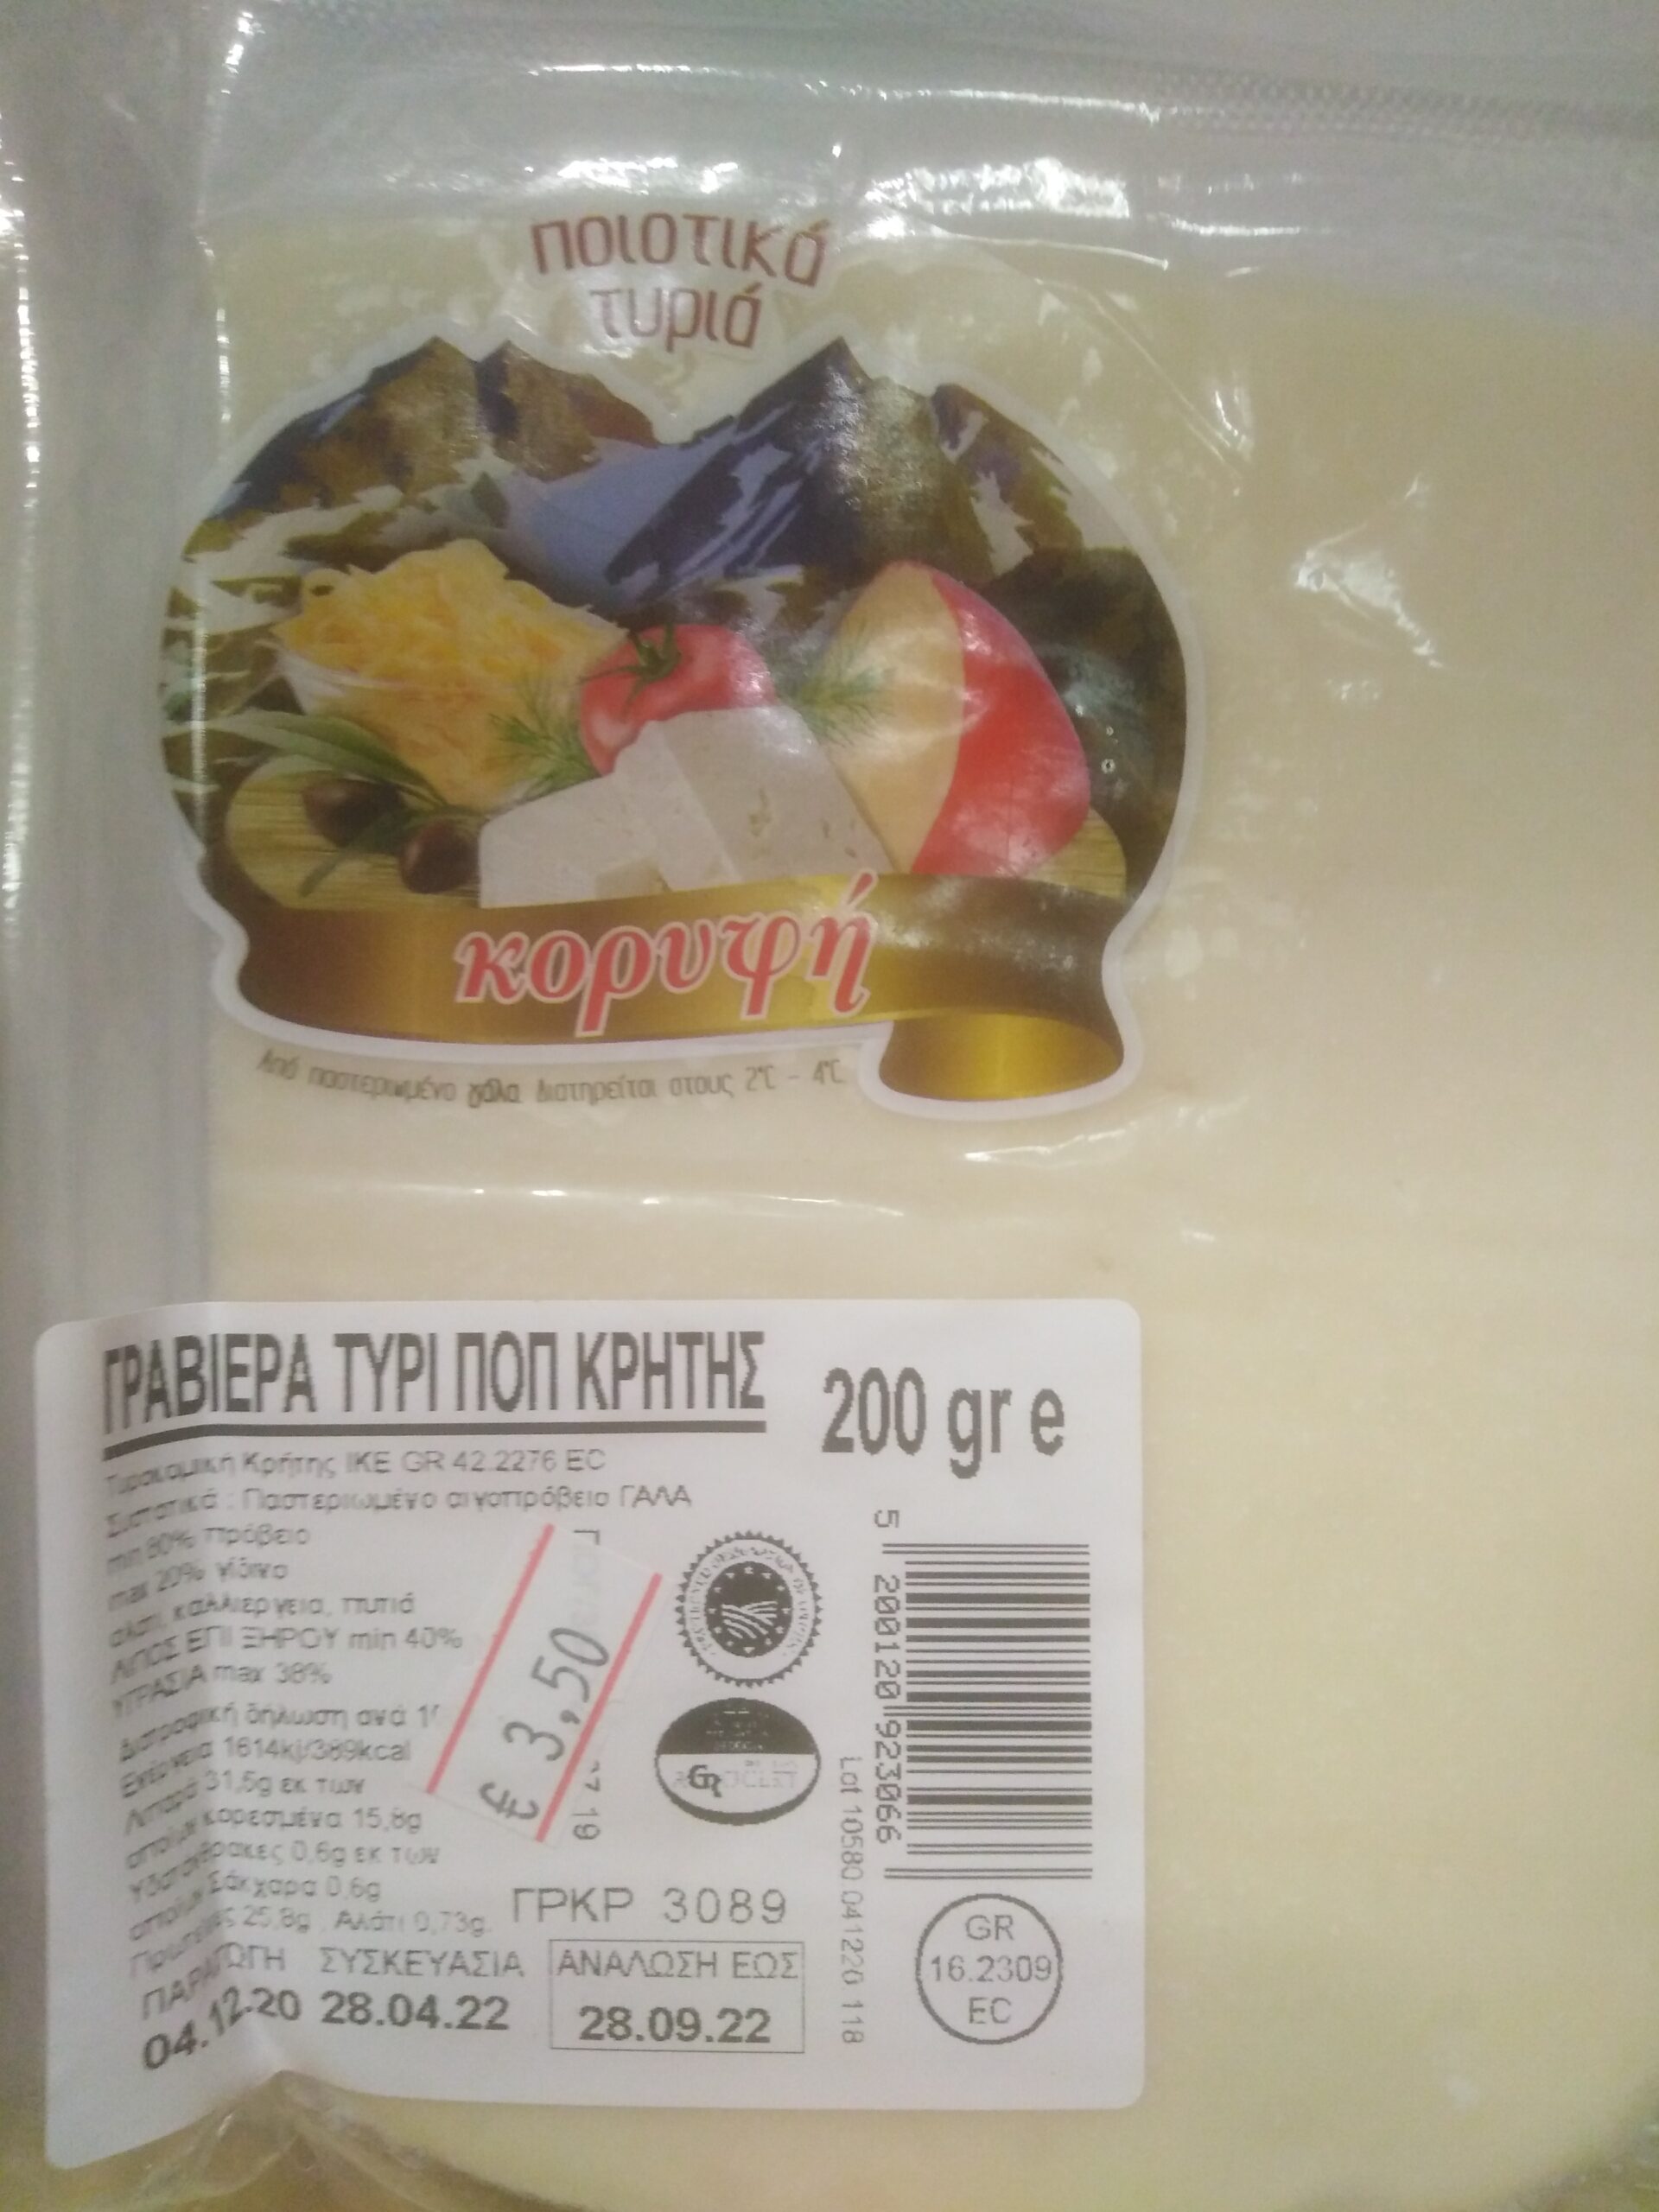 ποιοτικά
τυριά
κορυφή
Από παστεριωμένο γάλα. Διατηρείται στους 2°C - 4°C
ΓΡΑΒΙΕΡΑ ΤΥΡΙ ΠΟΠ ΚΡΗΤΗΣ
200 gr e
Τυροκομική Κρήτης ΙΚΕ GR 42.2276 EC
Συστατικά : Παστεριωμένο αιγοπρόβειο ΓΑΛΑ
min 80% πρόβειο
max 20% γίδινο
αλάτι, καλλιεργεια, πυτιά
ΛΙΠΟΣ ΕΠΙ ΞΗΡΟΥ min 40%
ΥΓΡΑΣΙΑ max 38%
Διατροφική δήλωση ανά
Ενέργεια 1614kj/389kcal
Λιπαρά 31,5g εκ των
οποίων κορεσμένα 15,8g
Υδατάνθρακες 0,6g εκ των
οποίων Σάκχαρα 0,6g
Πρωτεΐνες 25,8g , Αλάτι 0,73g.
€ 3,50
19
GR
ΓΡΚΡ 3089
ΠΑΡΑΓΩΓΗ ΣΥΣΚΕΥΑΣΙΑ ΑΝΑΛΩΣΗ ΕΩΣ
04.12.20 28.04.22 28.09.22
Lot 10580 041220 118
5 200120 923066
GR
16.2309
EC